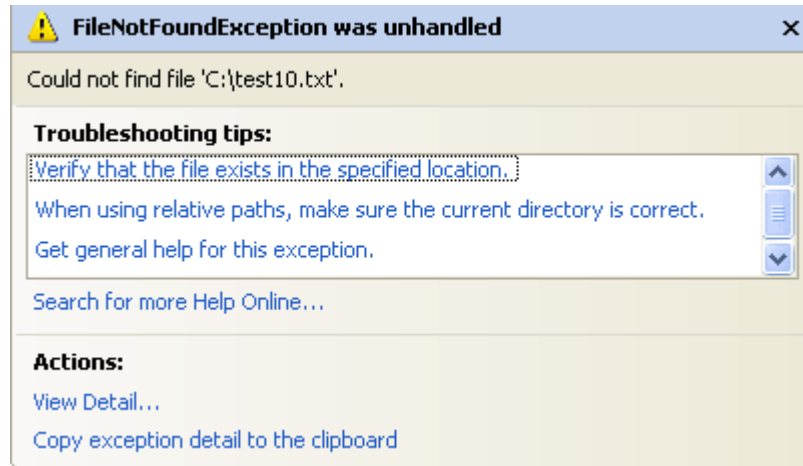 FileNotFoundException was unhandled
Could not find file 'C:\test10.txt'.
Troubleshooting tips:
Verify that the file exists in the specified location.
When using relative paths, make sure the current directory is correct.
Get general help for this exception.
Search for more Help Online...
Actions:
View Detail...
Copy exception detail to the clipboard